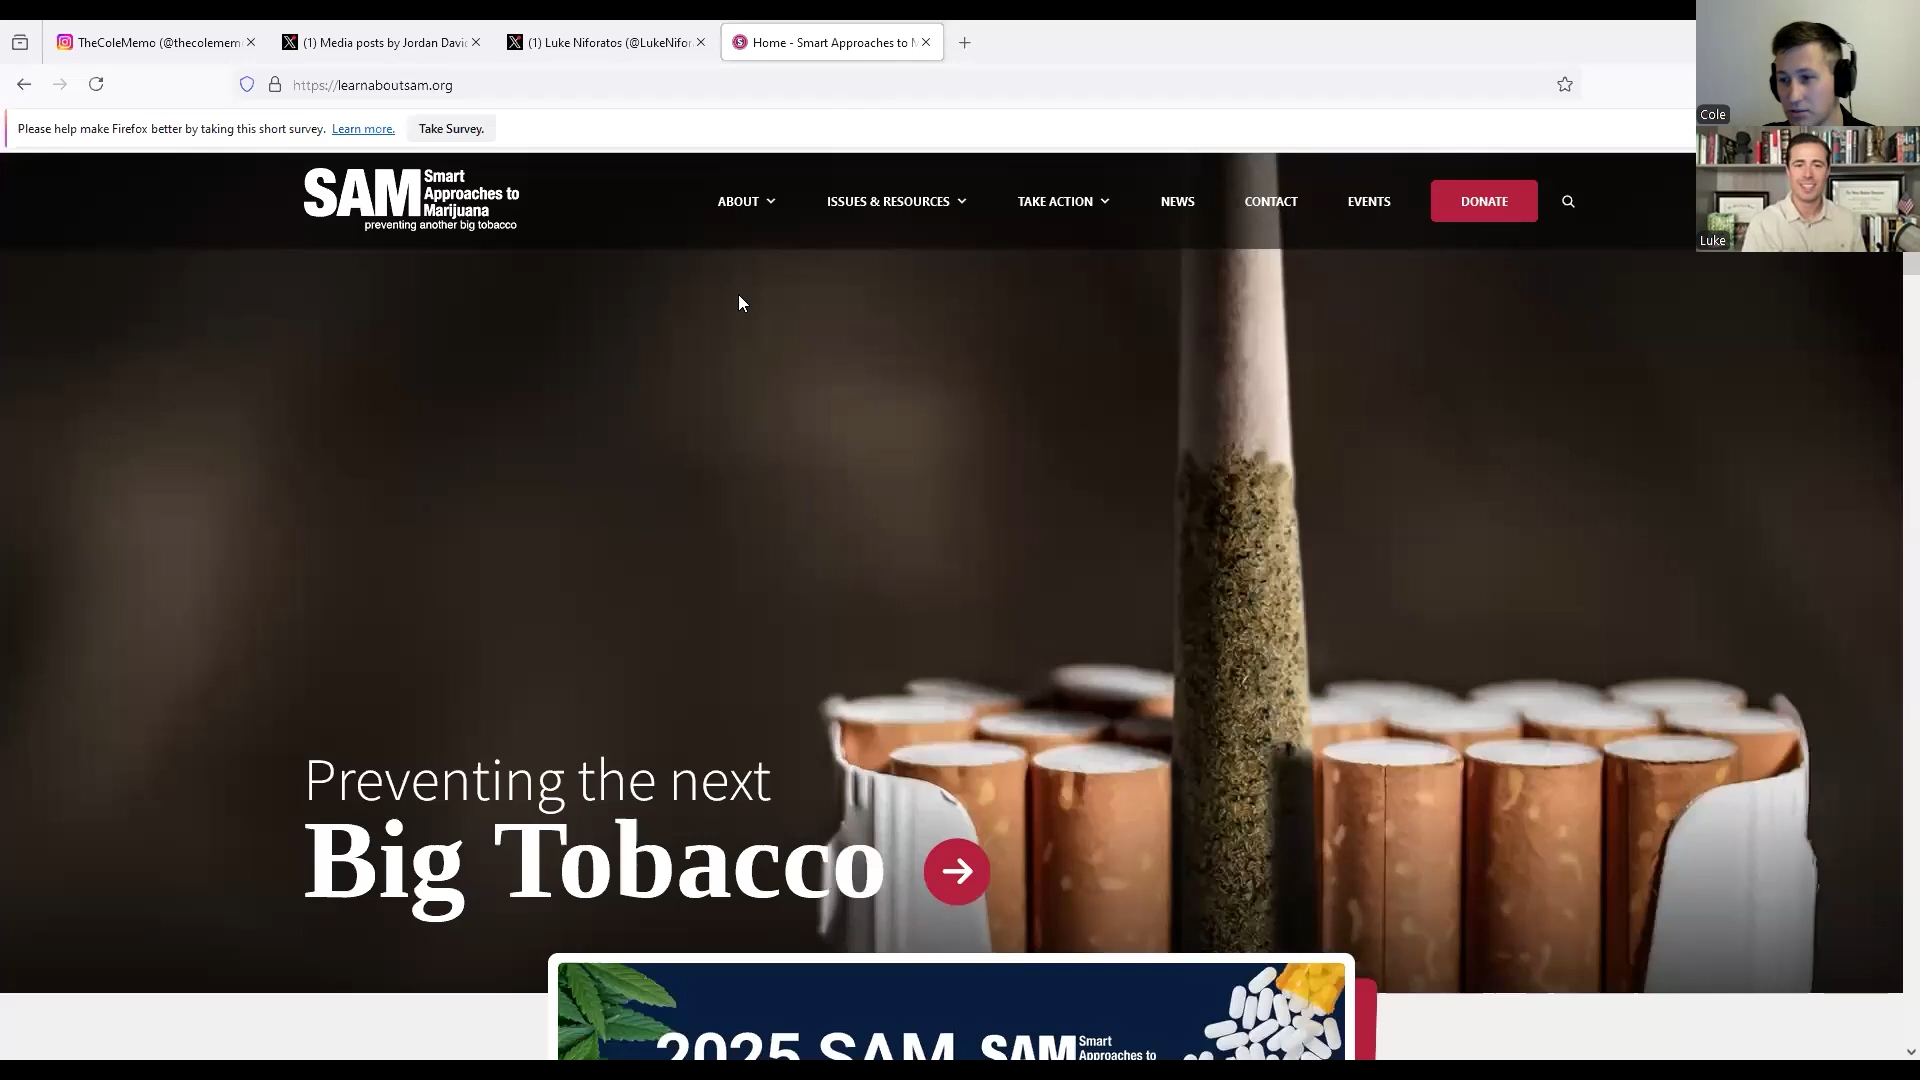 TheColeMemo (@thecolemem
(1) Media posts by Jordan Davi
(1) Luke Niforatos (@LukeNifor
Home - Smart Approaches to M
https://learnaboutsam.org
Please help make Firefox better by taking this short survey. Learn more. Take Survey.
Cole
Luke
SAM Smart
Approaches to
Marijuana
preventing another big tobacco
ABOUT
ISSUES & RESOURCES
TAKE ACTION
NEWS
CONTACT
EVENTS
DONATE
Preventing the next
Big Tobacco
2025 SAM SAM Smart
Approaches to